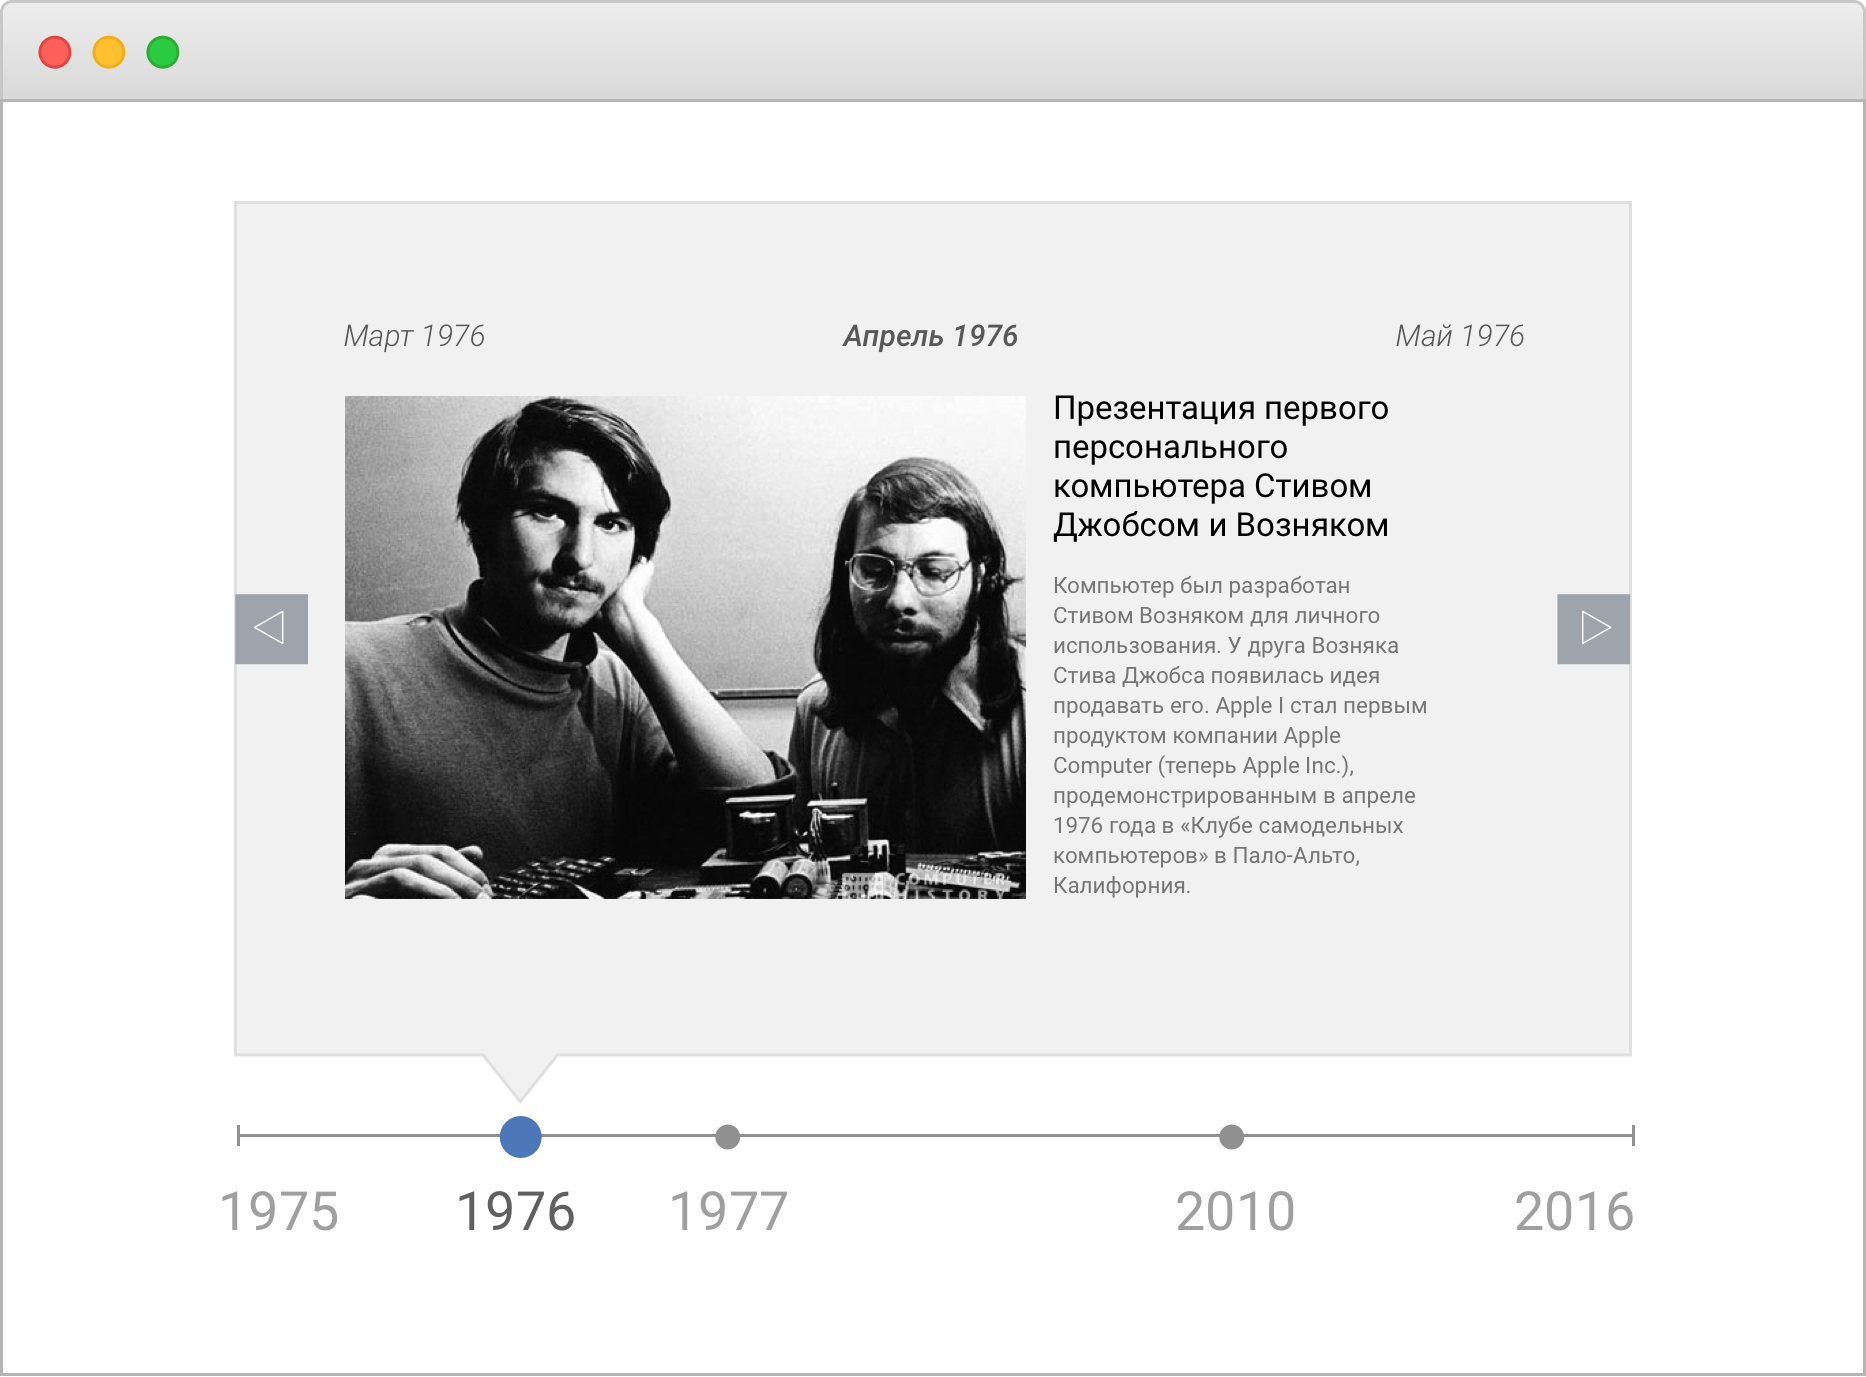 Март 1976
Апрель 1976
Май 1976
Презентация первого
персонального
компьютера Стивом
Джобсом и Возняком
Компьютер был разработан
Стивом Возняком для личного
использования. У друга Возняка
Стива Джобса появилась идея
продавать его. Apple I стал первым
продуктом компании Apple
Computer (теперь Apple Inc.),
продемонстрированным в апреле
1976 года в «Клубе самодельных
компьютеров» в Пало-Альто,
Калифорния.
COMPUTER
HISTORY
1975
1976
1977
2010
2016